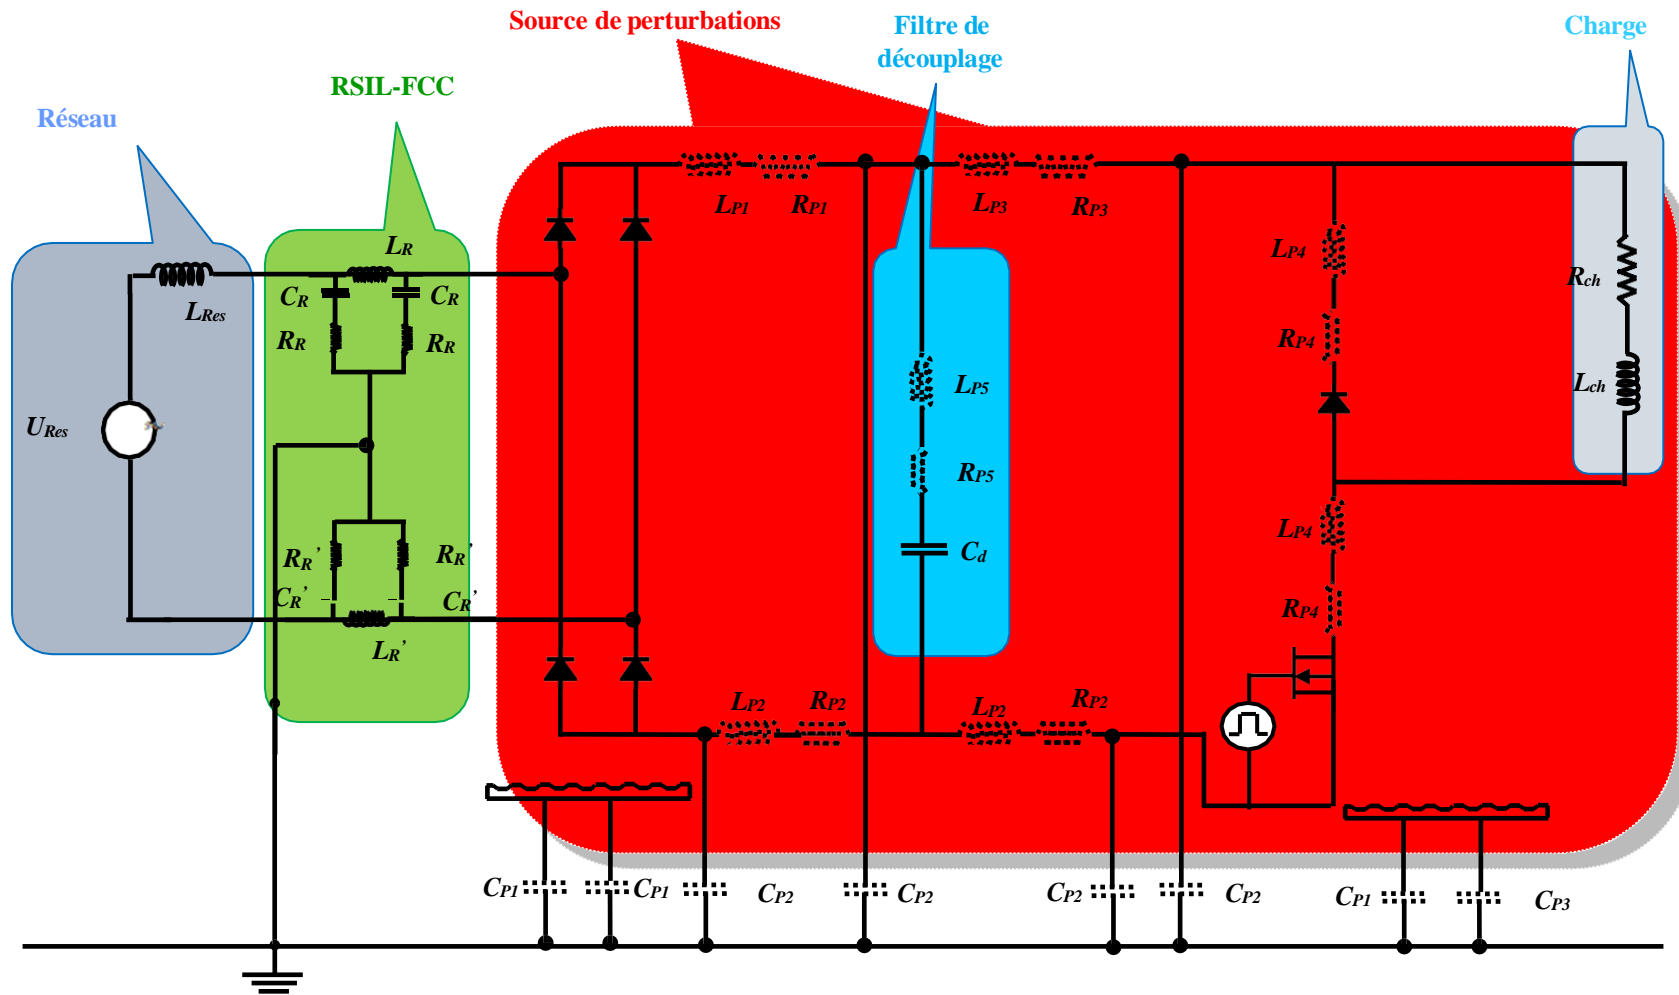 Source de perturbations
Filtre de
découplage
Charge
RSIL-FCC
Réseau
LP1
RP1
LP3
RP3
LR
LP4
Rch
CR
CR
LRes
RR
RR
RP4
Lch
LP5
URes
RP5
LP4
RR’
RR’
Cd
CR’
CR’
RP4
LR’
LP2
RP2
LP2
RP2
CP1
CP1
CP2
CP2
CP2
CP2
CP1
CP3